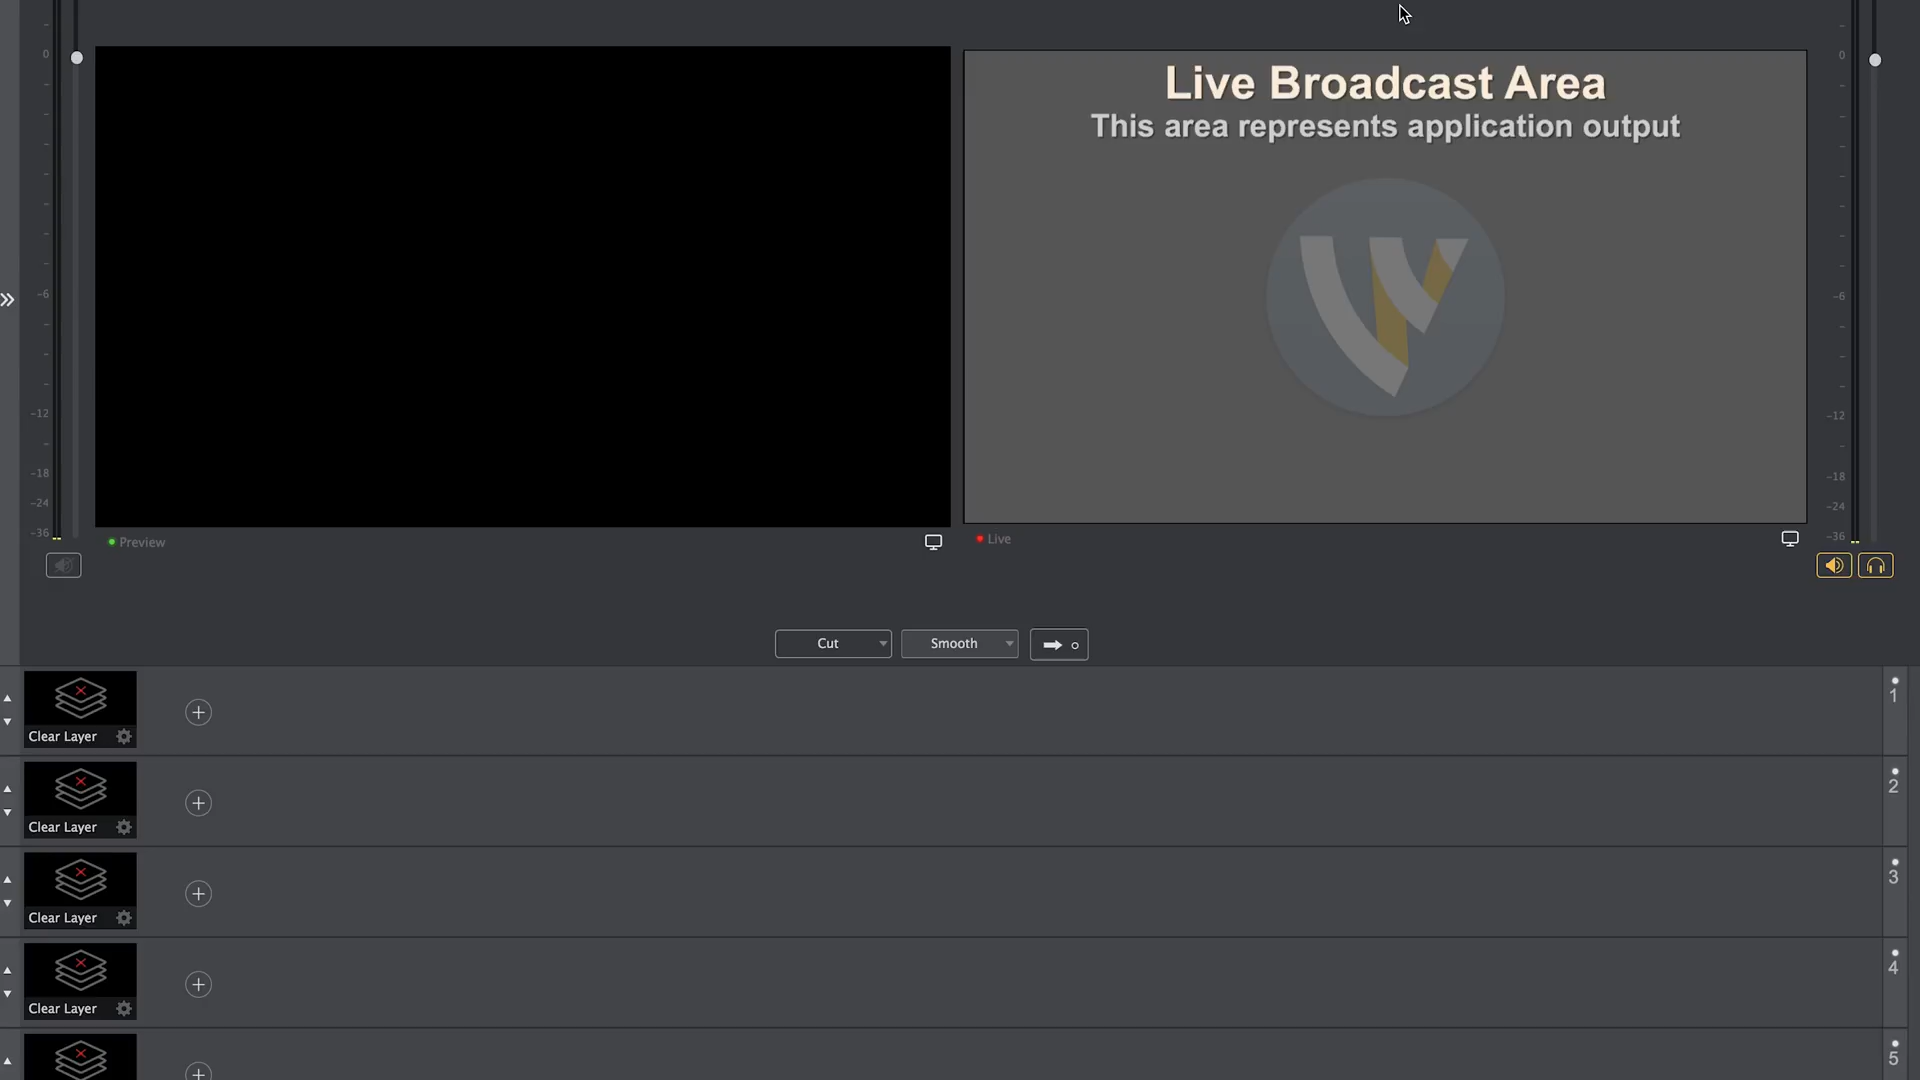 0
-6
-12
-18
-24
-36
Live Broadcast Area
This area represents application output
0
-6
-12
-18
-24
-36
Preview
Live
Cut
Smooth
Clear Layer
1
Clear Layer
2
Clear Layer
3
Clear Layer
4
5